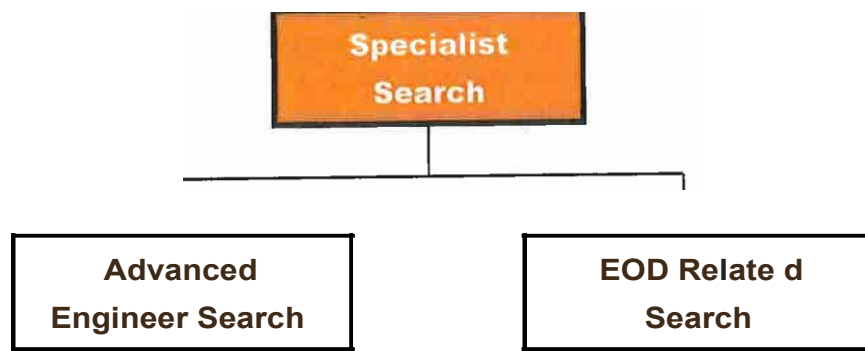 Specialist
Search
Advanced
Engineer Search
EOD Relate d
Search